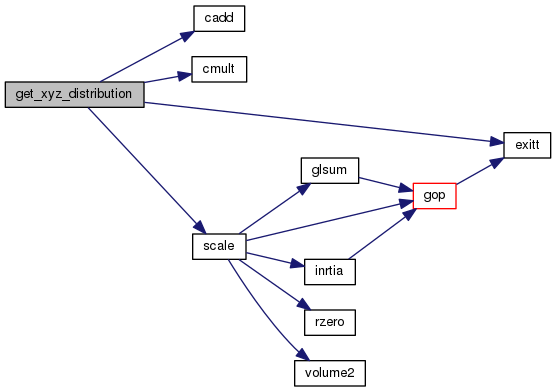 cadd
cmult
get_xyz_distribution
exitt
glsum
gop
scale
inrtia
rzero
volume2